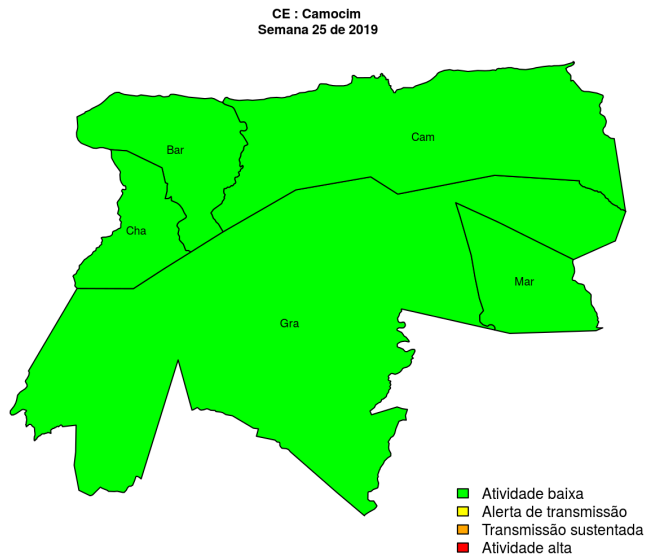 CE : Camocim
Semana 25 de 2019
Bar
Cam
Cha
Mar
Gra
Atividade baixa
Alerta de transmissão
Transmissão sustentada
Atividade alta